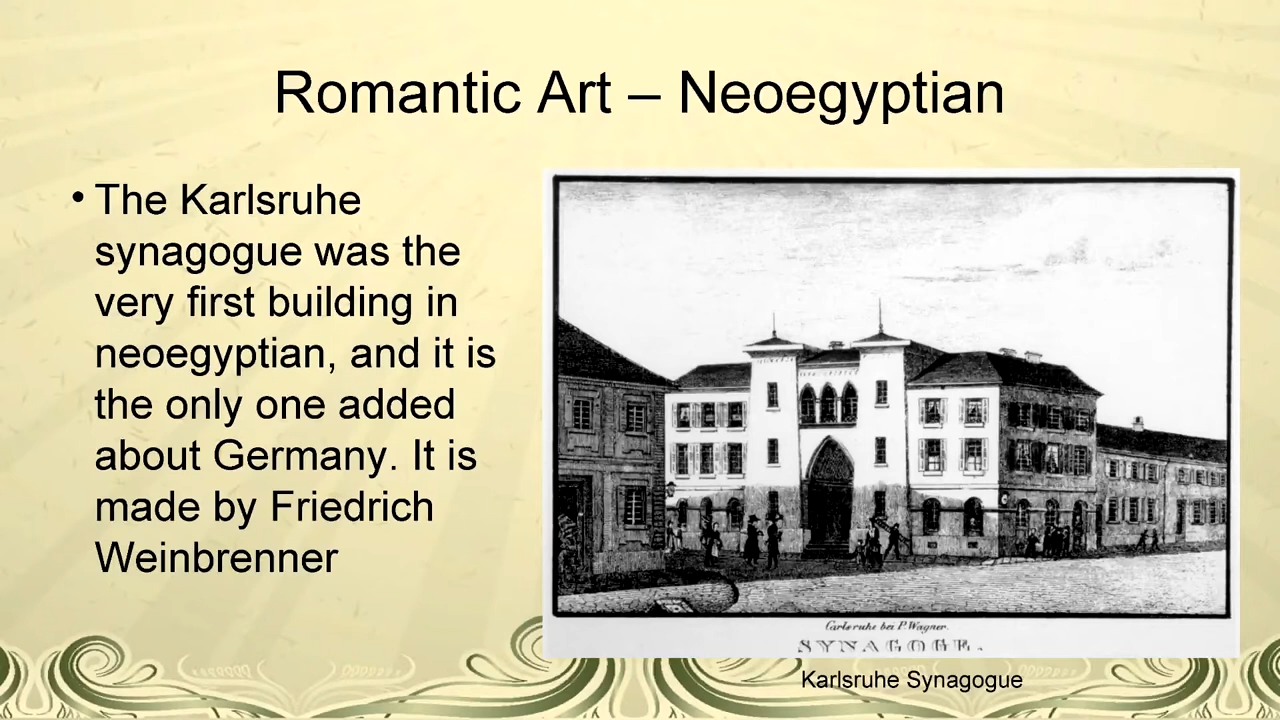 Romantic Art – Neoegyptian
• The Karlsruhe
synagogue was the
very first building in
neoegyptian, and it is
the only one added
about Germany. It is
made by Friedrich
Weinbrenner
Carlsruhe bei P. Wagner.
SYNAGOGE.
Karlsruhe Synagogue